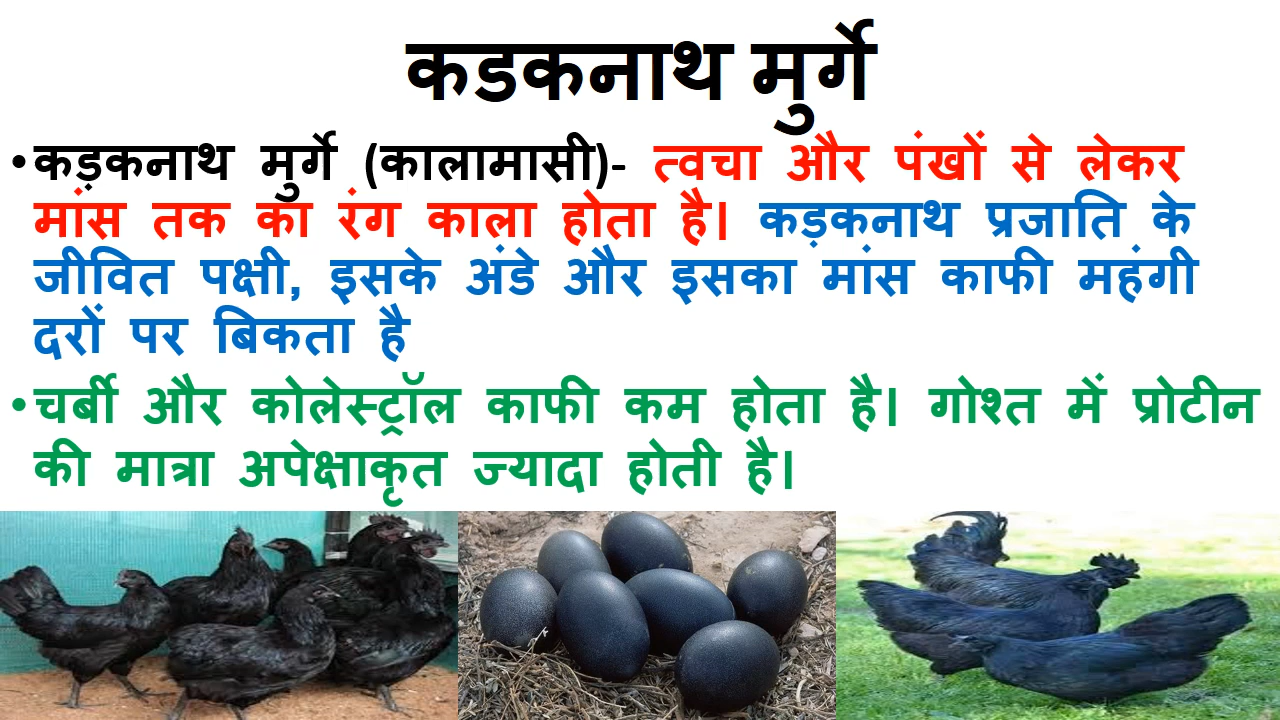 कडकनाथ मुर्गे
•कड़कनाथ मुर्गे (कालामासी)- त्वचा और पंखों से लेकर
मांस तक का रंग काला होता है। कड़कनाथ प्रजाति के
जीवित पक्षी, इसके अंडे और इसका मांस काफी महंगी
दरों पर बिकता है
•चर्बी और कोलेस्ट्रॉल काफी कम होता है। गोश्त में प्रोटीन
की मात्रा अपेक्षाकृत ज्यादा होती है।